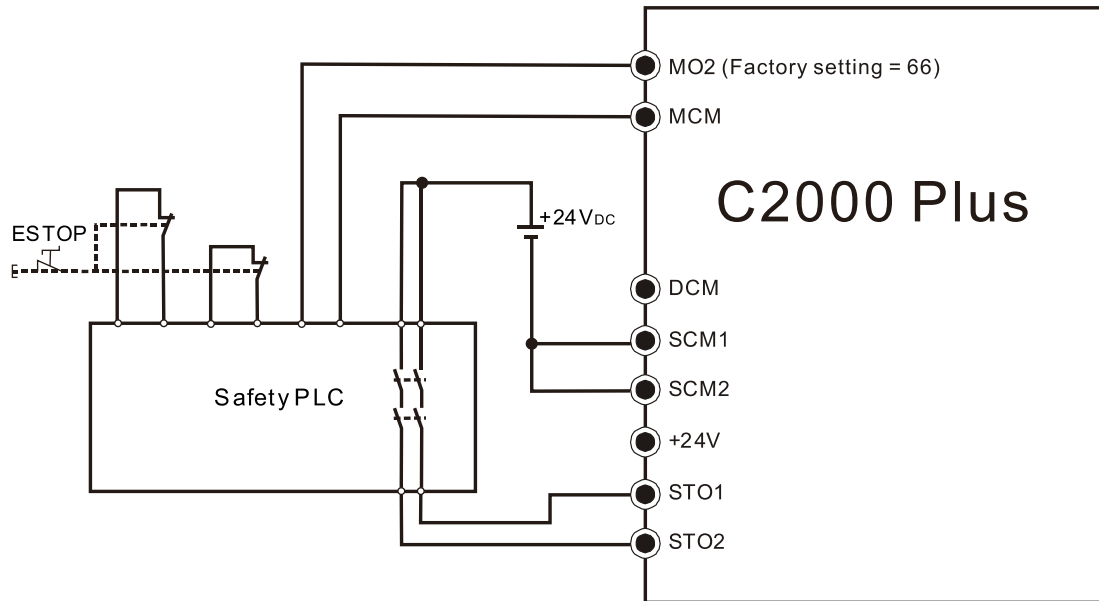 MO2 (Factory setting = 66)
MCM
C2000 Plus
+24VDC
ESTOP
DCM
SCM1
SCM2
Safety PLC
+24V
STO1
STO2